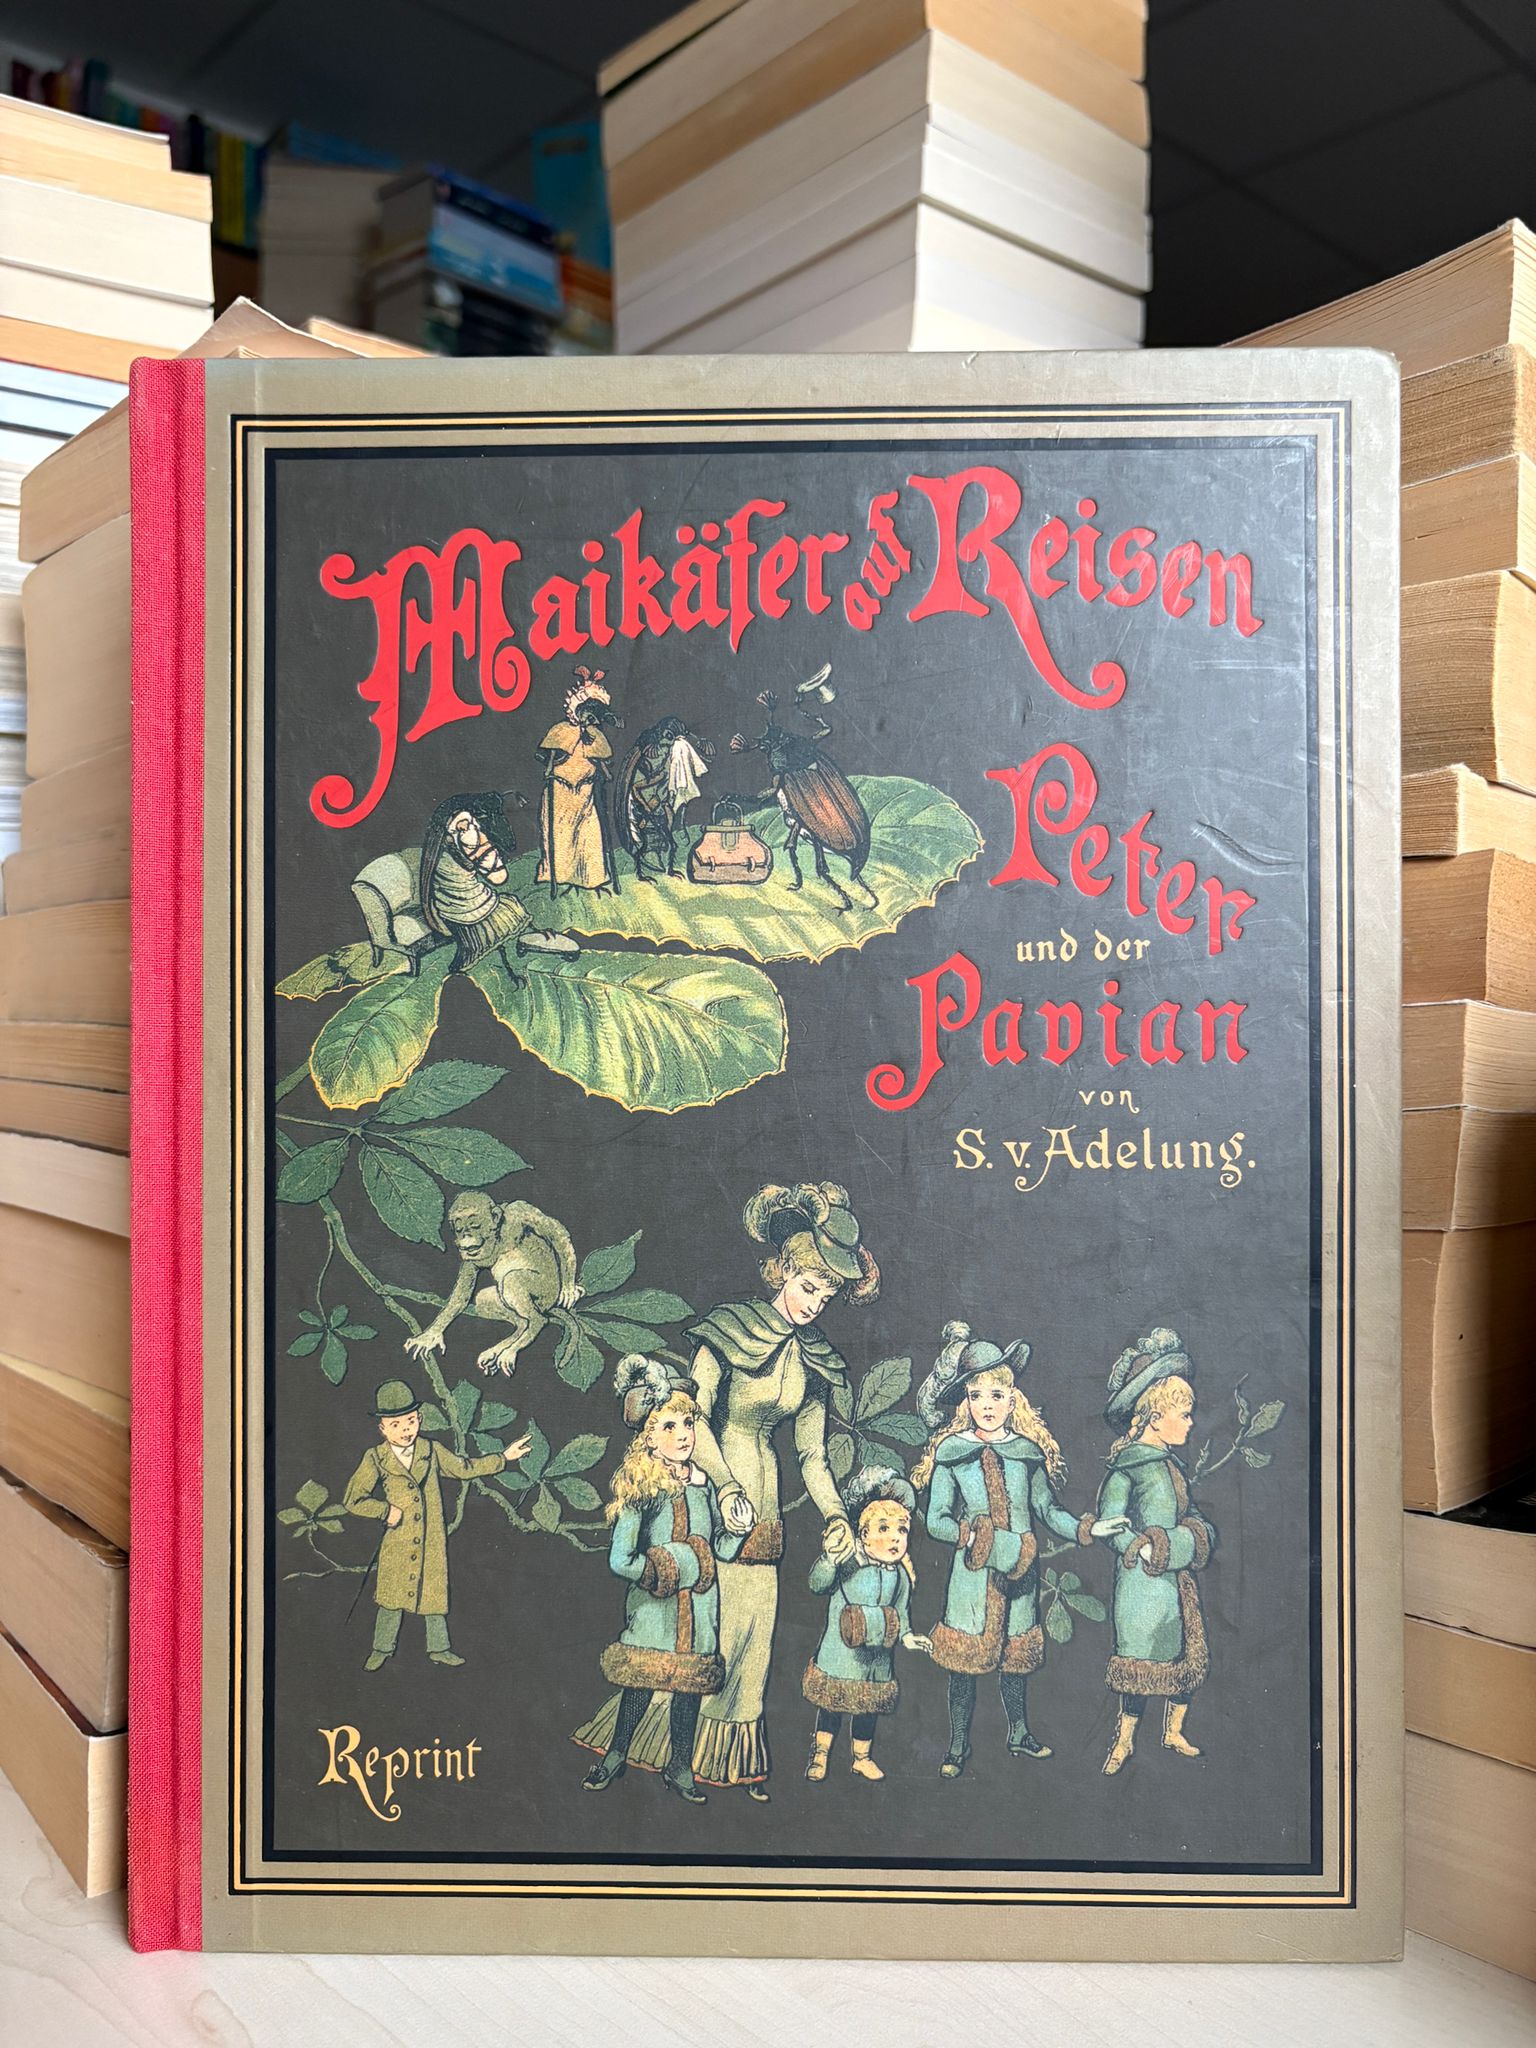 Maikäfer auf Reisen
Peter
und der
Pavian
von
S. v. Adelung.
Reprint